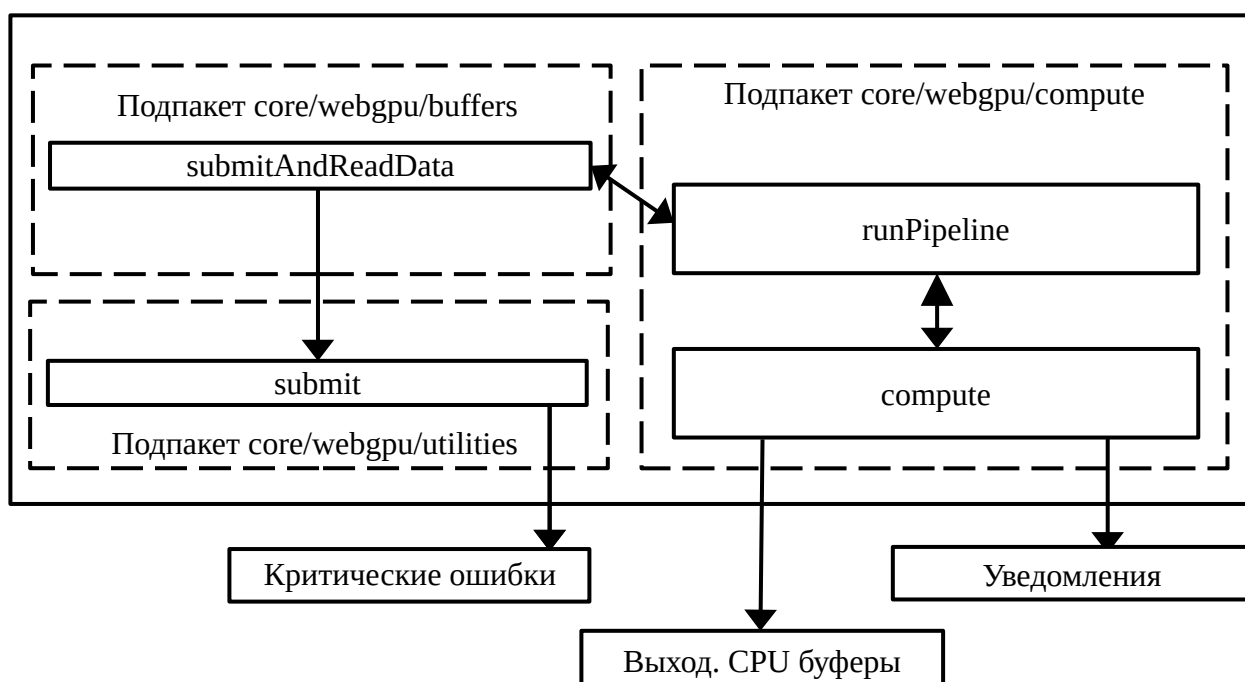 Подпакет core/webgpu/buffers
submitAndReadData
Подпакет core/webgpu/compute
runPipeline
submit
Подпакет core/webgpu/utilities
compute
Критические ошибки
Уведомления
Выход. CPU буферы